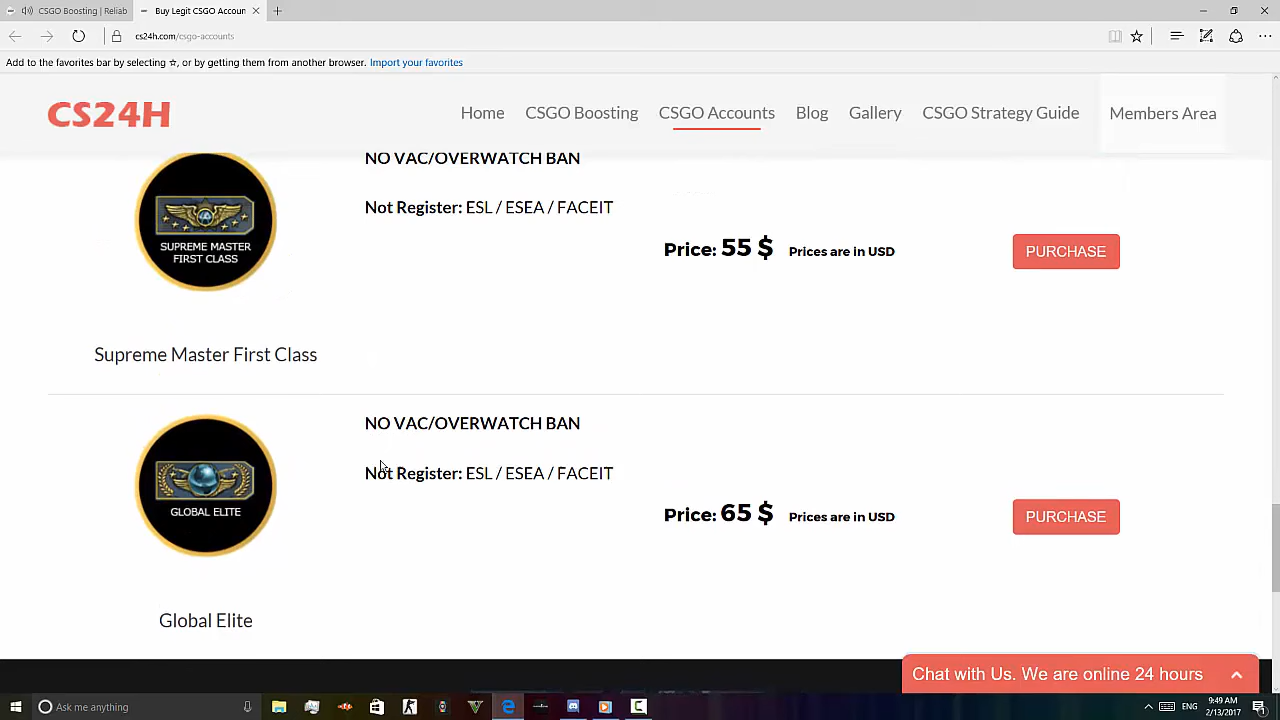 CSGO Boosting | Reliab
Buy Legit CSGO Accoun
cs24h.com/csgo-accounts
Add to the favorites bar by selecting ☆, or by getting them from another browser. Import your favorites
CS24H
Home
CSGO Boosting
CSGO Accounts
Blog
Gallery
CSGO Strategy Guide
Members Area
NO VAC/OVERWATCH BAN
SUPREME MASTER
FIRST CLASS
Not Register: ESL / ESEA / FACEIT
Price: 55 $ Prices are in USD
PURCHASE
Supreme Master First Class
NO VAC/OVERWATCH BAN
GLOBAL ELITE
Not Register: ESL / ESEA / FACEIT
Price: 65 $ Prices are in USD
PURCHASE
Global Elite
Chat with Us. We are online 24 hours
Ask me anything
ENG
9:49 AM
2/13/2017